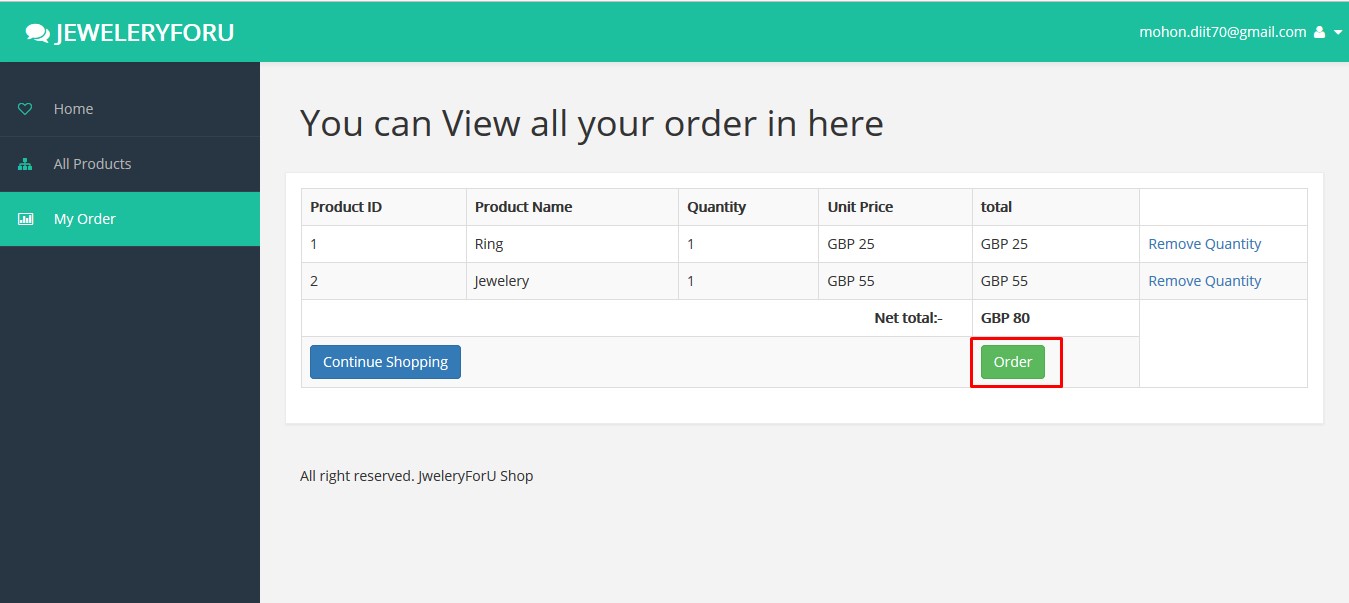 JEWELERYFORU
mohon.diit70@gmail.com
Home
All Products
My Order
You can View all your order in here
Product ID Product Name Quantity Unit Price total
1 Ring 1 GBP 25 GBP 25 Remove Quantity
2 Jewelery 1 GBP 55 GBP 55 Remove Quantity
Net total:- GBP 80
Continue Shopping Order
All right reserved. JweleryForU Shop